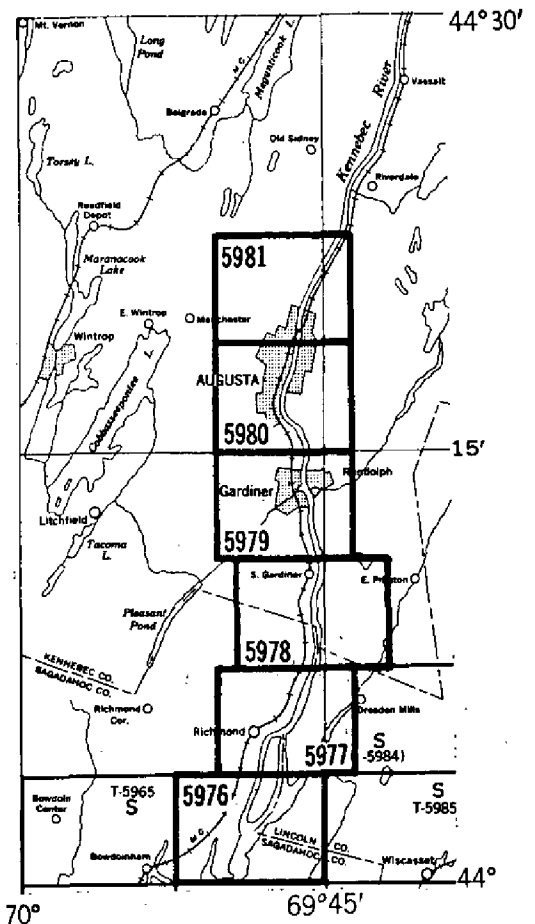 44° 30'
Mt. Vernon
Long
Pond
M.C.
Belgrade
Old Sidney
Kennebec River
Vassalt
Torsey L.
Riverdale
Readfield
Depot
Maranacook
Lake
5981
E. Wintrop
Manchester
Wintrop
L.
AUGUSTA
5980
15'
Randolph
Gardiner
Litchfield
5979
Tacoma
L.
S. Gardiner
Pleasant
Pond
5978
KENNEBEC CO.
SAGADAHOC CO.
Richmond
Cor.
Dresden Mills
Richmond
5977
S
(-5984)
5976
T-5965
S
S
T-5985
Bowdoin
Center
M.C.
LINCOLN CO.
SAGADAHOC CO.
Bowdoinham
Wiscasset
44°
70°
69°45'